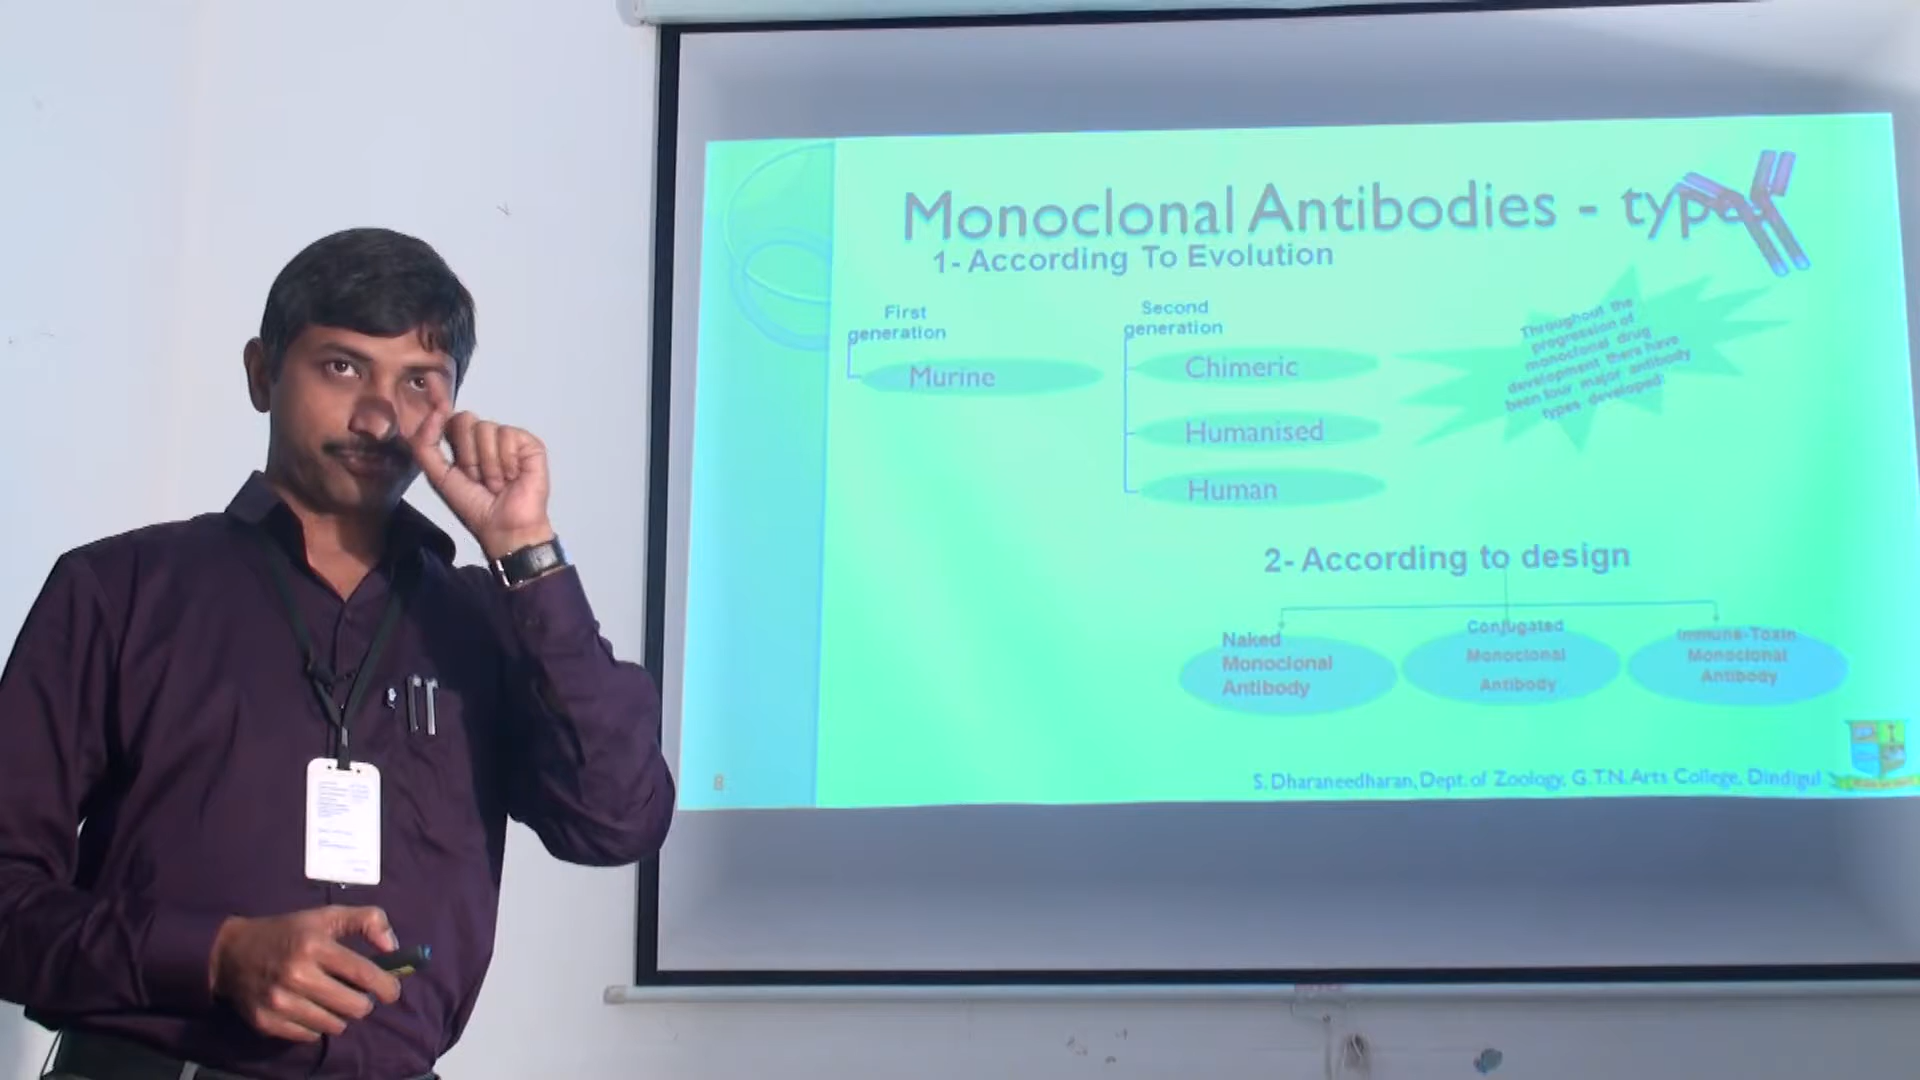 Monoclonal Antibodies - type
1- According To Evolution
First
generation
Murine
Second
generation
Chimeric
Humanised
Human
Throughout the
progression of
monoclonal drug
development there have
been four major antibody
types developed:
2- According to design
Naked
Monoclonal
Antibody
Conjugated
Monoclonal
Antibody
Immune-Toxin
Monoclonal
Antibody
8
S. Dharaneedharan, Dept. of Zoology, G.T.N. Arts College, Dindigul